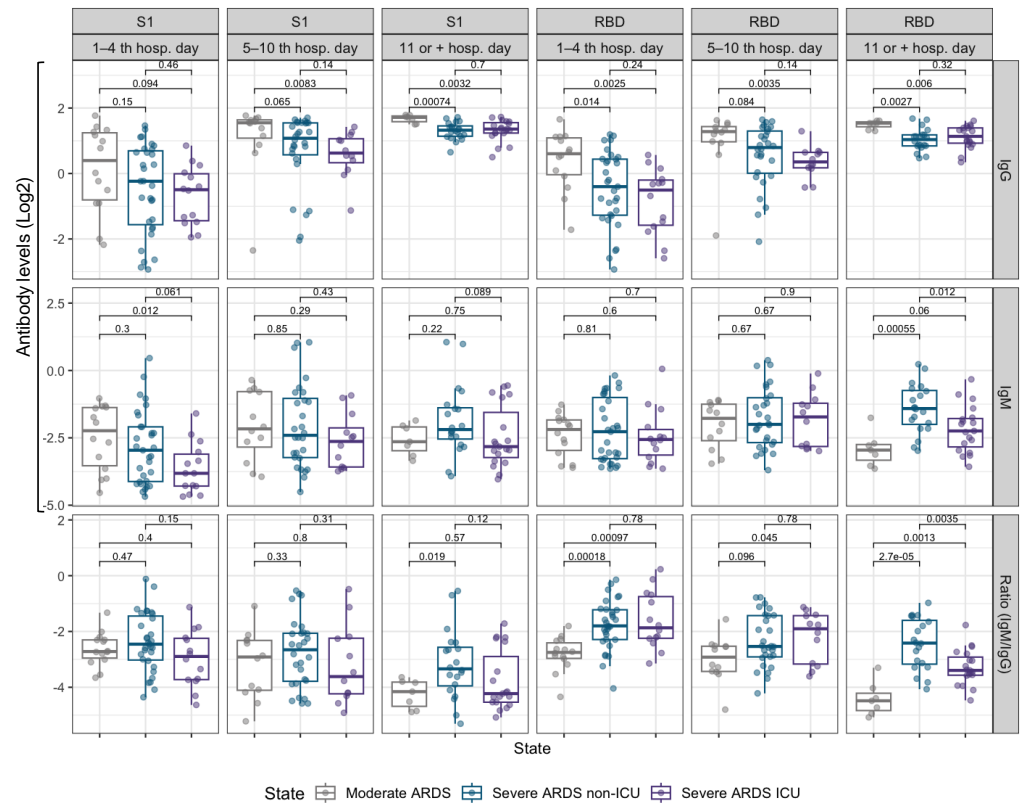 S1 S1 S1 RBD RBD RBD
1–4 th hosp. day 5–10 th hosp. day 11 or + hosp. day 1–4 th hosp. day 5–10 th hosp. day 11 or + hosp. day
0.46 0.14 0.7 0.24 0.14 0.32
0.094 0.0083 0.0032 0.0025 0.0035 0.006
0.15 0.065 0.00074 0.014 0.084 0.0027
2
0
-2
IgG
0.061 0.43 0.089 0.7 0.9 0.012
0.012 0.29 0.75 0.6 0.67 0.06
0.3 0.85 0.22 0.81 0.67 0.00055
2.5
0.0
-2.5
-5.0
IgM
Antibody levels (Log2)
0.15 0.31 0.12 0.78 0.78 0.0035
0.4 0.8 0.57 0.00097 0.045 0.0013
0.47 0.33 0.019 0.00018 0.096 2.7e-05
2
0
-2
-4
Ratio (IgM/IgG)
State
State Moderate ARDS Severe ARDS non-ICU Severe ARDS ICU